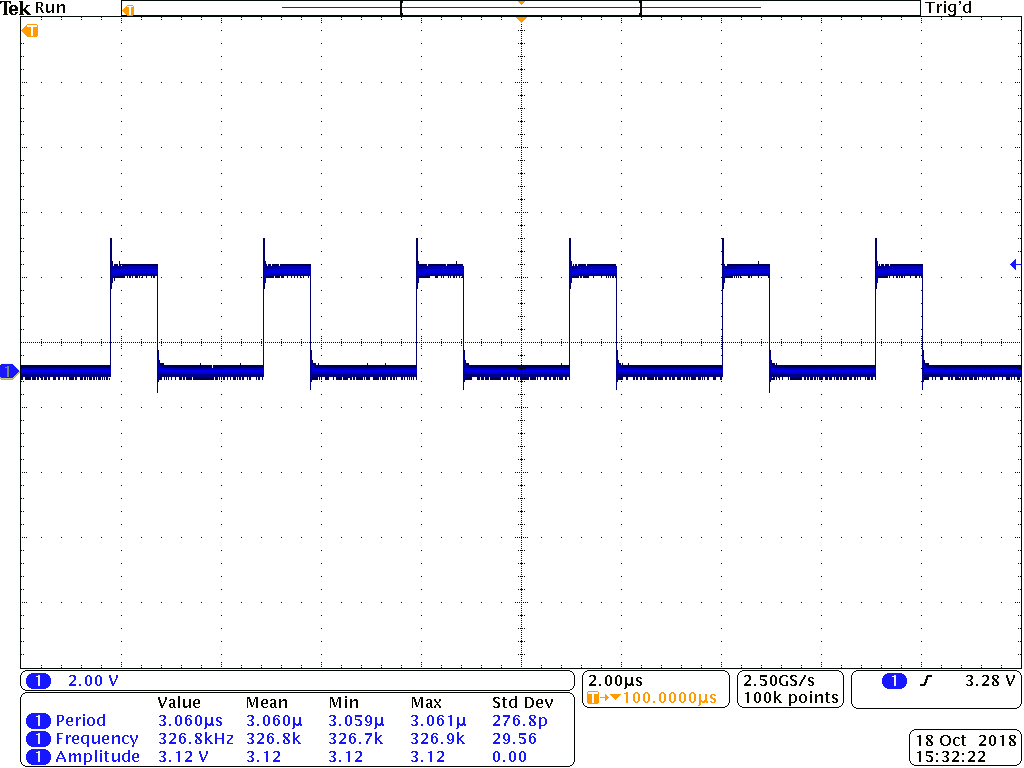 Tek Run Trig'd
T
T
1
1 2.00 V
2.00µs
T 100.0000µs
2.50GS/s
100k points
1 3.28 V
Value Mean Min Max Std Dev
1 Period 3.060µs 3.060µ 3.059µ 3.061µ 276.8p
1 Frequency 326.8kHz 326.8k 326.7k 326.9k 29.56
1 Amplitude 3.12 V 3.12 3.12 3.12 0.00
18 Oct 2018
15:32:22